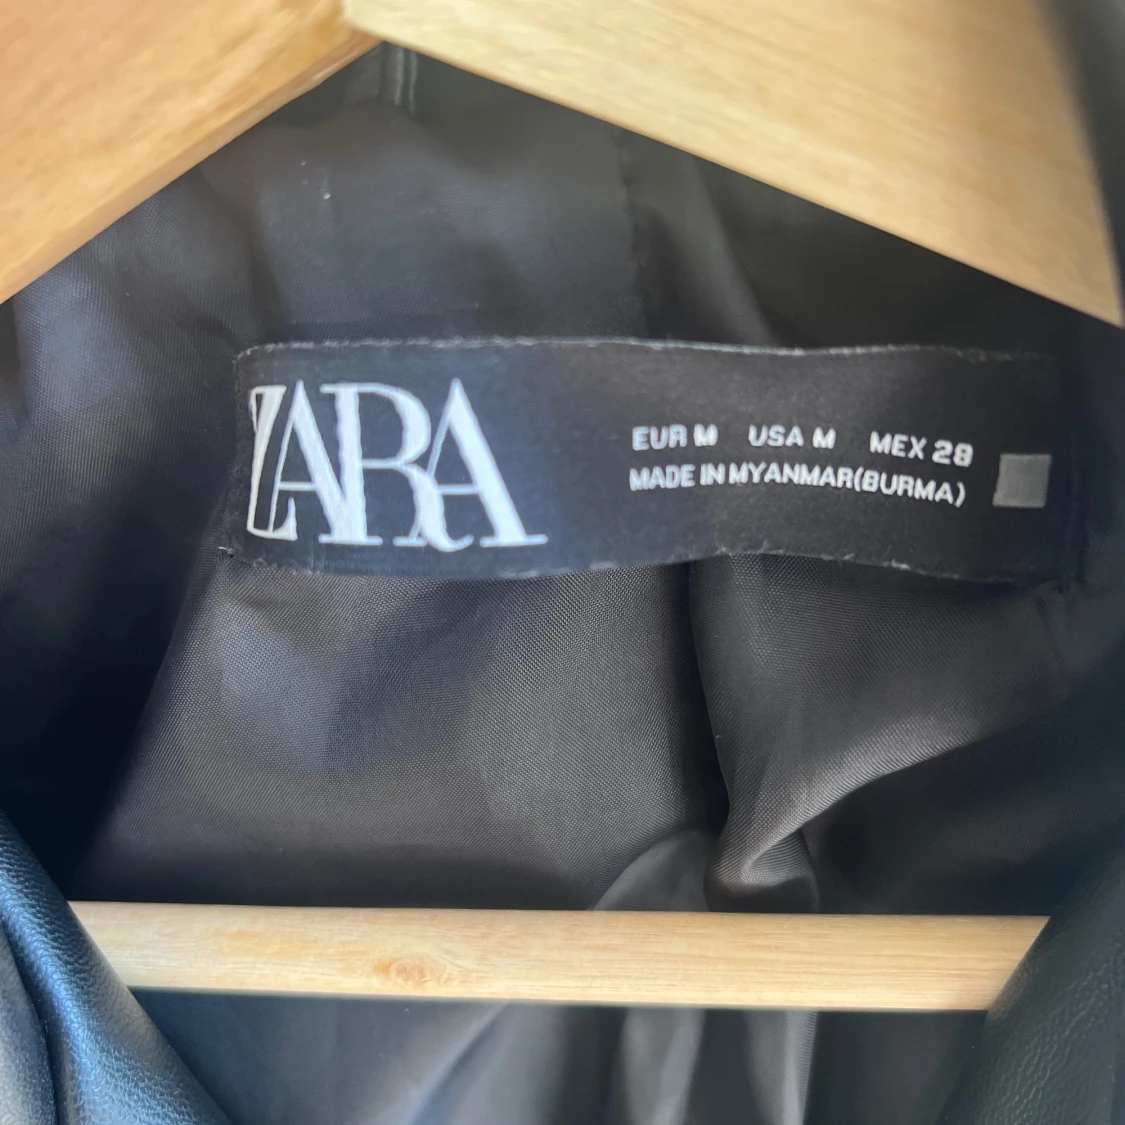 ZARA
EUR M USA M MEX 28
MADE IN MYANMAR(BURMA)